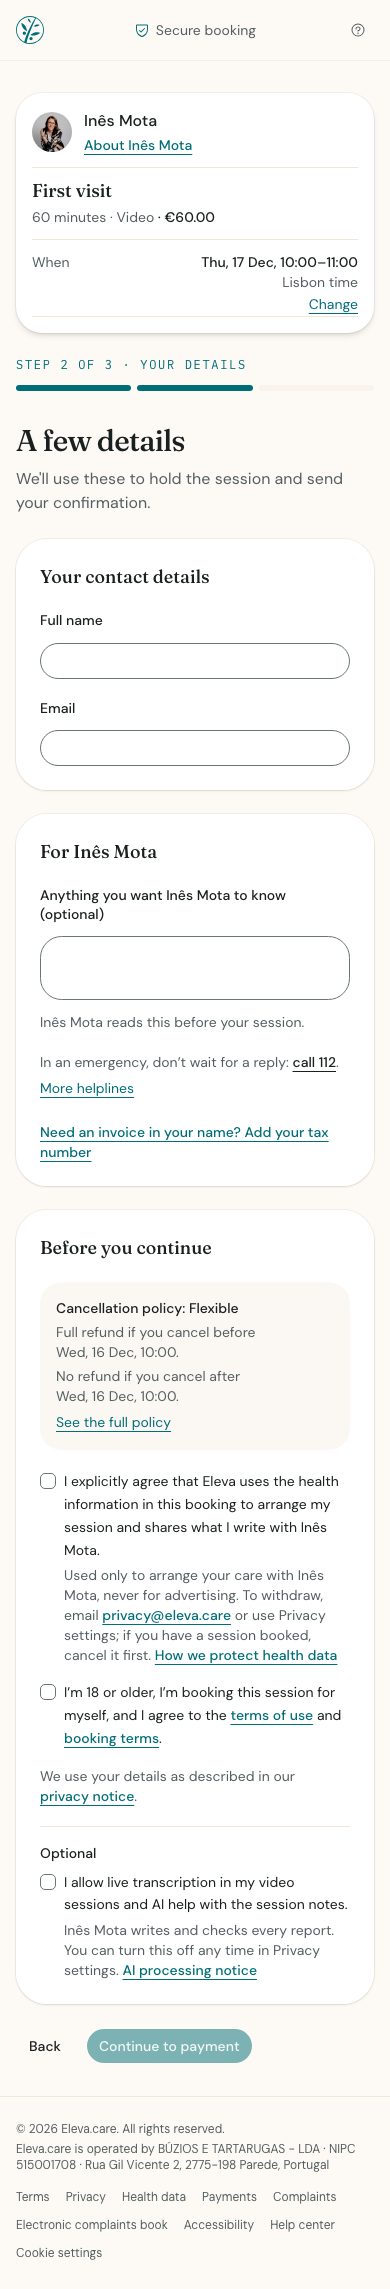 Secure booking
Inês Mota
About Inês Mota
First visit
60 minutes · Video · €60.00
When
Thu, 17 Dec, 10:00–11:00
Lisbon time
Change
STEP 2 OF 3 · YOUR DETAILS
A few details
We'll use these to hold the session and send
your confirmation.
Your contact details
Full name
Email
For Inês Mota
Anything you want Inês Mota to know
(optional)
Inês Mota reads this before your session.
In an emergency, don’t wait for a reply: call 112.
More helplines
Need an invoice in your name? Add your tax
number
Before you continue
Cancellation policy: Flexible
Full refund if you cancel before
Wed, 16 Dec, 10:00.
No refund if you cancel after
Wed, 16 Dec, 10:00.
See the full policy
I explicitly agree that Eleva uses the health
information in this booking to arrange my
session and shares what I write with Inês
Mota.
Used only to arrange your care with Inês
Mota, never for advertising. To withdraw,
email privacy@eleva.care or use Privacy
settings; if you have a session booked,
cancel it first. How we protect health data
I’m 18 or older, I’m booking this session for
myself, and I agree to the terms of use and
booking terms.
We use your details as described in our
privacy notice.
Optional
I allow live transcription in my video
sessions and AI help with the session notes.
Inês Mota writes and checks every report.
You can turn this off any time in Privacy
settings. AI processing notice
Back
Continue to payment
© 2026 Eleva.care. All rights reserved.
Eleva.care is operated by BÚZIOS E TARTARUGAS - LDA · NIPC
515001708 · Rua Gil Vicente 2, 2775-198 Parede, Portugal
Terms Privacy Health data Payments Complaints
Electronic complaints book Accessibility Help center
Cookie settings